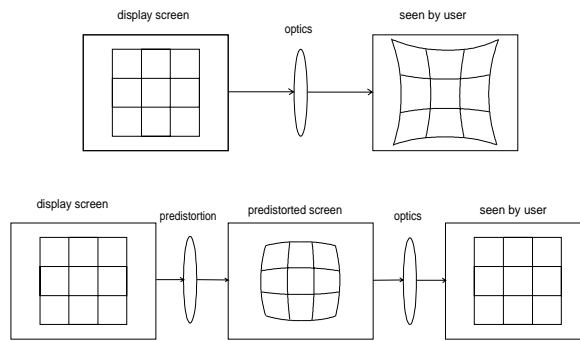 display screen
optics
seen by user
display screen
predistortion
predistorted screen
optics
seen by user